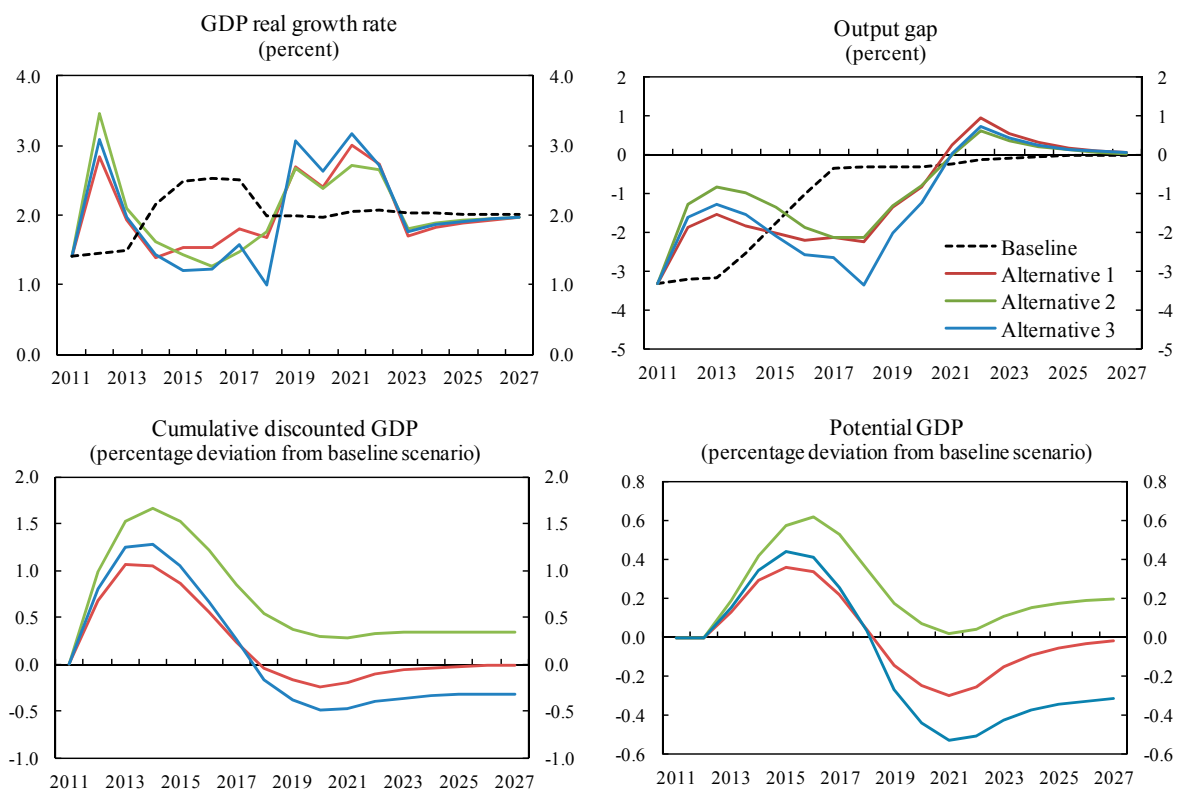 GDP real growth rate
(percent)
4.0 4.0
3.0 3.0
2.0 2.0
1.0 1.0
0.0 0.0
2011 2013 2015 2017 2019 2021 2023 2025 2027
Output gap
(percent)
2 2
1 1
0 0
-1 -1
-2 -2
-3 -3
-4 -4
-5 -5
Baseline
Alternative 1
Alternative 2
Alternative 3
2011 2013 2015 2017 2019 2021 2023 2025 2027
Cumulative discounted GDP
(percentage deviation from baseline scenario)
2.0 2.0
1.5 1.5
1.0 1.0
0.5 0.5
0.0 0.0
-0.5 -0.5
-1.0 -1.0
2011 2013 2015 2017 2019 2021 2023 2025 2027
Potential GDP
(percentage deviation from baseline scenario)
0.8 0.8
0.6 0.6
0.4 0.4
0.2 0.2
0.0 0.0
-0.2 -0.2
-0.4 -0.4
-0.6 -0.6
2011 2013 2015 2017 2019 2021 2023 2025 2027